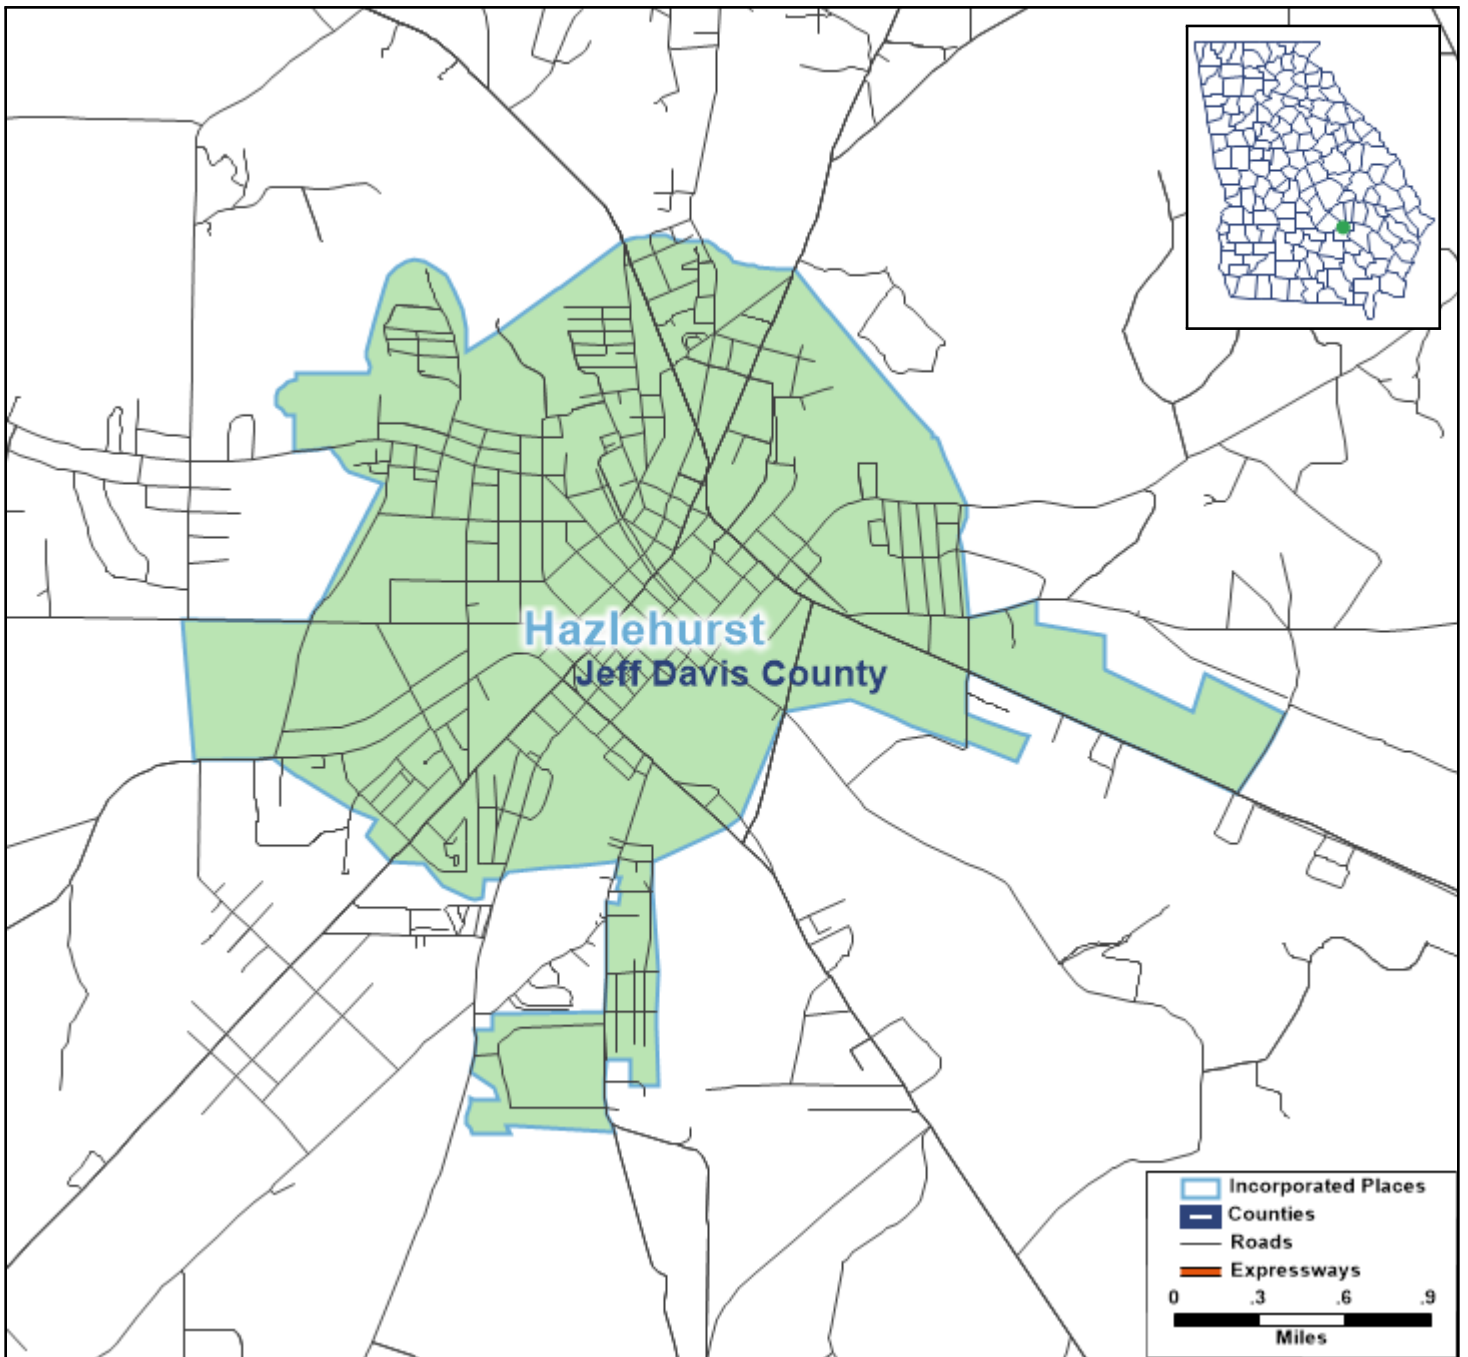 Hazlehurst
Jeff Davis County
Incorporated Places
Counties
Roads
Expressways
0 .3 .6 .9
Miles